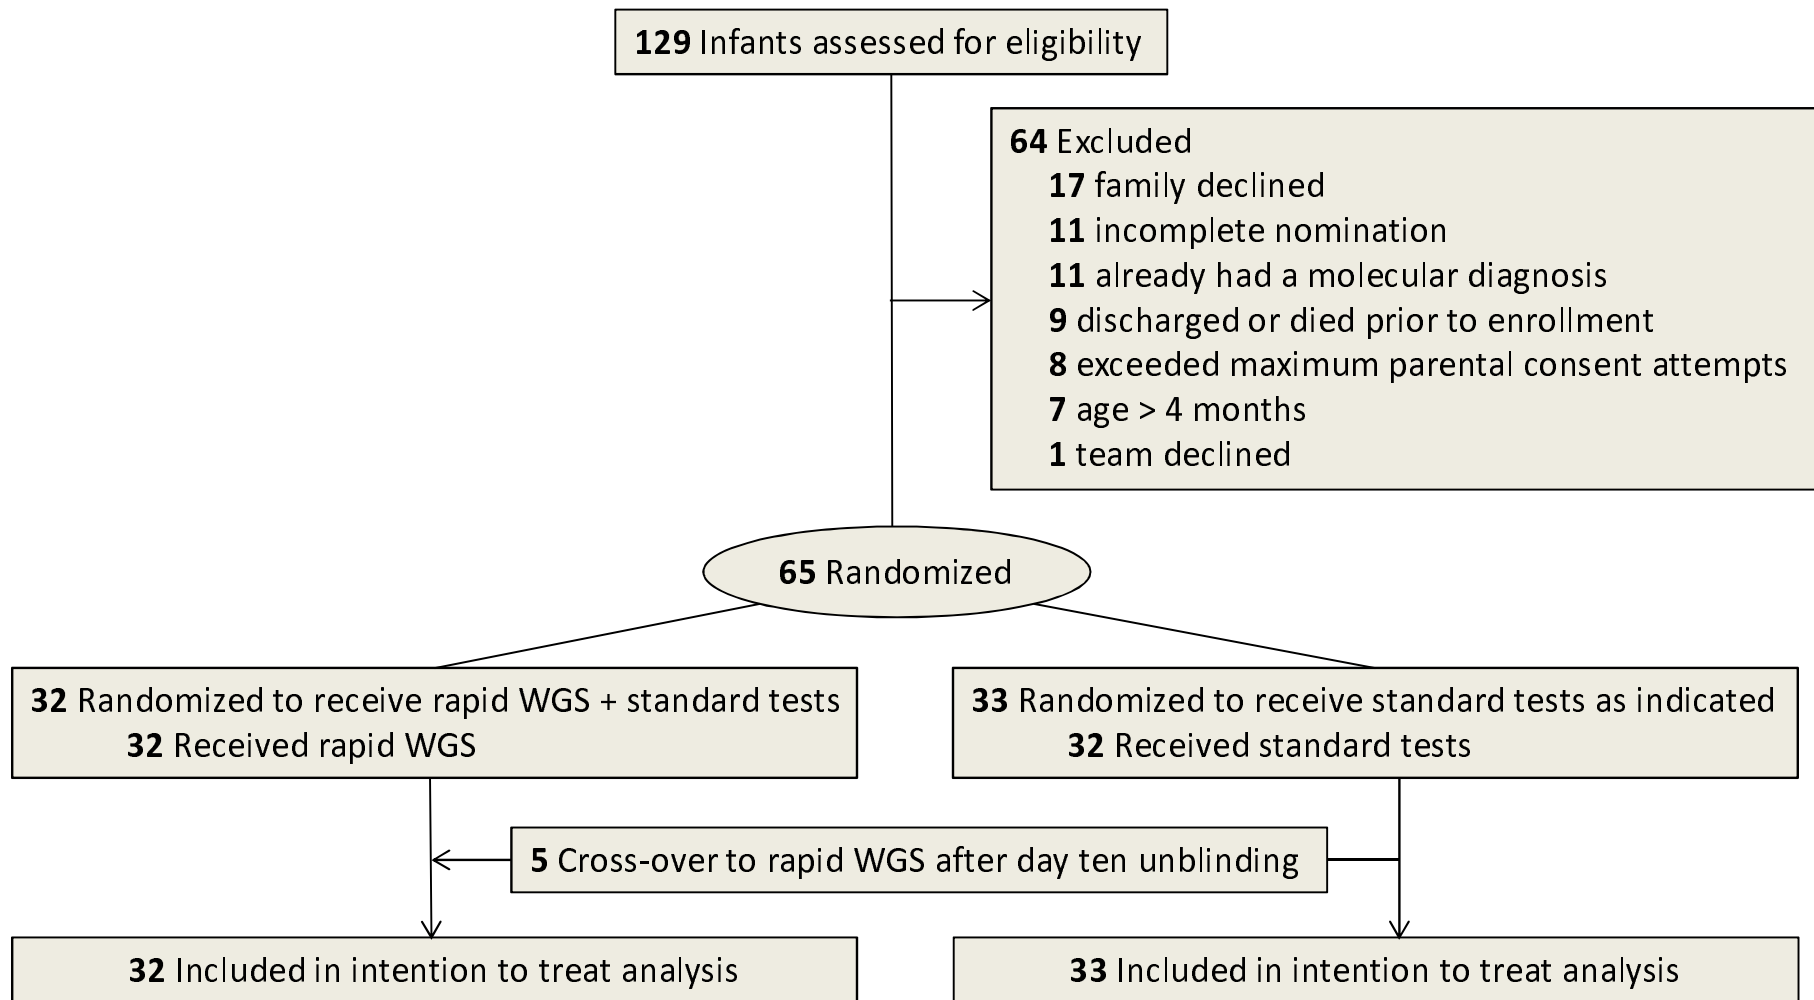 129 Infants assessed for eligibility
64 Excluded
17 family declined
11 incomplete nomination
11 already had a molecular diagnosis
9 discharged or died prior to enrollment
8 exceeded maximum parental consent attempts
7 age > 4 months
1 team declined
65 Randomized
32 Randomized to receive rapid WGS + standard tests
32 Received rapid WGS
33 Randomized to receive standard tests as indicated
32 Received standard tests
5 Cross-over to rapid WGS after day ten unblinding
32 Included in intention to treat analysis
33 Included in intention to treat analysis